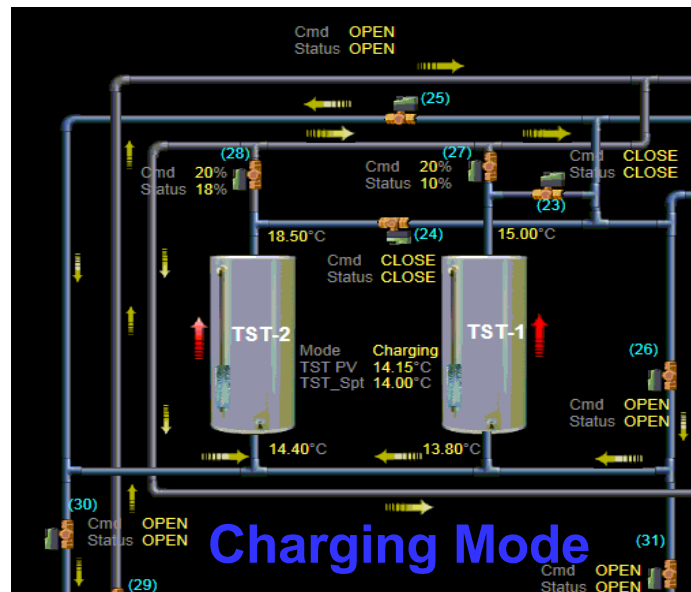 Cmd OPEN
Status OPEN
(25)
(28)
(27)
Cmd 20%
Status 18%
Cmd 20%
Status 10%
Cmd CLOSE
Status CLOSE
(23)
(24)
18.50°C
15.00°C
Cmd CLOSE
Status CLOSE
TST-2
TST-1
Mode Charging
TST PV 14.15°C
TST_Spt 14.00°C
(26)
Cmd OPEN
Status OPEN
14.40°C
13.80°C
(30)
Cmd OPEN
Status OPEN
Charging Mode
(31)
Cmd OPEN
Status OPEN
(29)